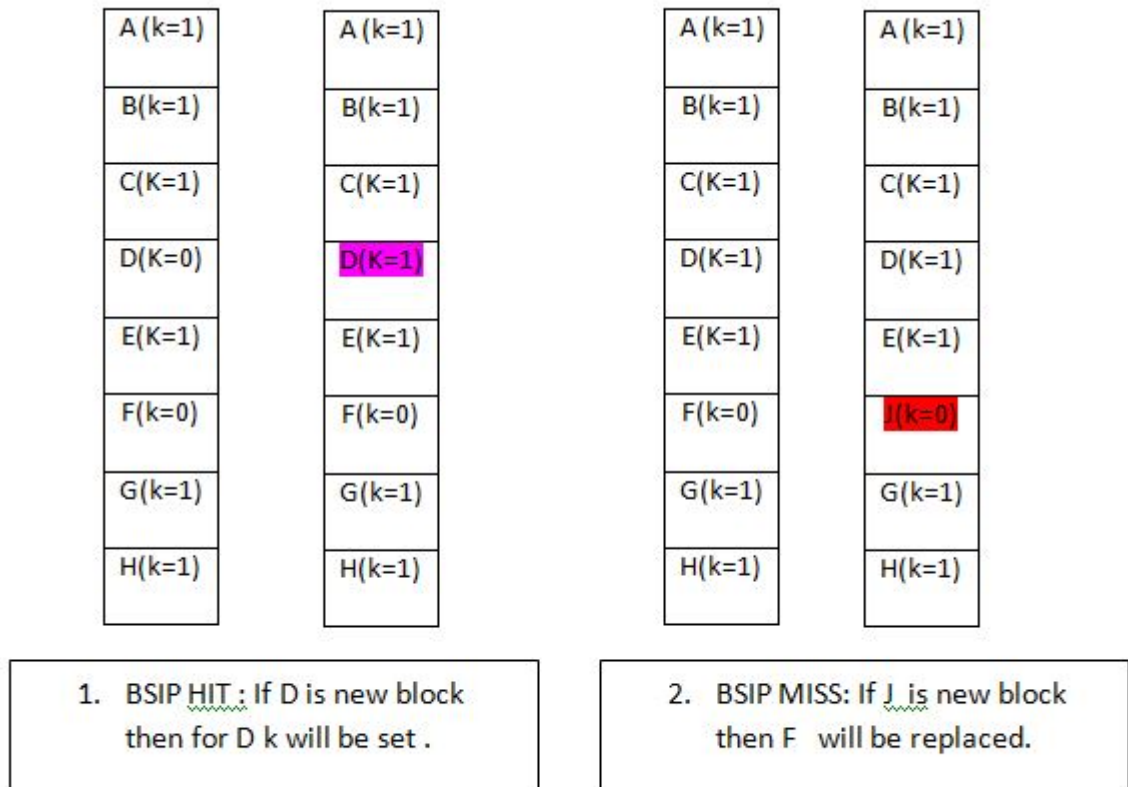 A (k=1)
B(k=1)
C(K=1)
D(K=0)
E(K=1)
F(k=0)
G(k=1)
H(k=1)
A (k=1)
B(k=1)
C(K=1)
D(K=1)
E(K=1)
F(k=0)
G(k=1)
H(k=1)
1. BSIP HIT : If D is new block
then for D k will be set .
A (k=1)
B(k=1)
C(K=1)
D(K=1)
E(K=1)
F(k=0)
G(k=1)
H(k=1)
A (k=1)
B(k=1)
C(K=1)
D(K=1)
E(K=1)
J(k=0)
G(k=1)
H(k=1)
2. BSIP MISS: If J is new block
then F will be replaced.